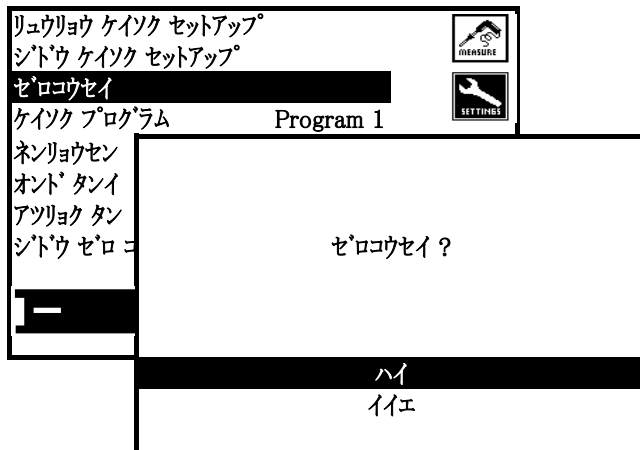 リュウリョウ ケイソク セットアップ
ジドウ ケイソク セットアップ
MEASURE
ゼロコウセイ
SETTINGS
ケイソク プログラム Program 1
ネンリョウセン
オンド タンイ
アツリョク タン
ジドウ ゼロ コ
ゼロコウセイ ?
ハイ
イイエ